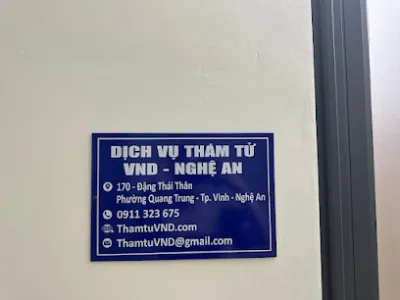 DỊCH VỤ THÁM TỬ
VND - NGHỆ AN
170 - Đặng Thái Thân
Phường Quang Trung - Tp. Vinh - Nghệ An
0911 323 675
ThamtuVND.com
ThamtuVND@gmail.com